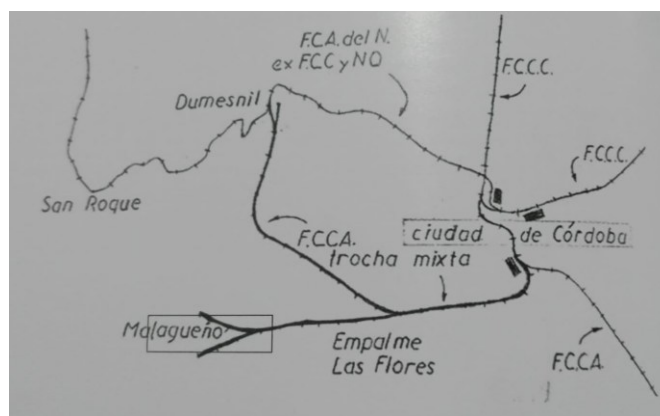 F.C.A. del N.
ex F.C.C y NO
F.C.C.C.
Dumesnil
F.C.C.C.
San Roque
F.C.C.A.
trocha mixta
ciudad de Córdoba
Malagueño
Empalme
Las Flores
F.C.C.A.